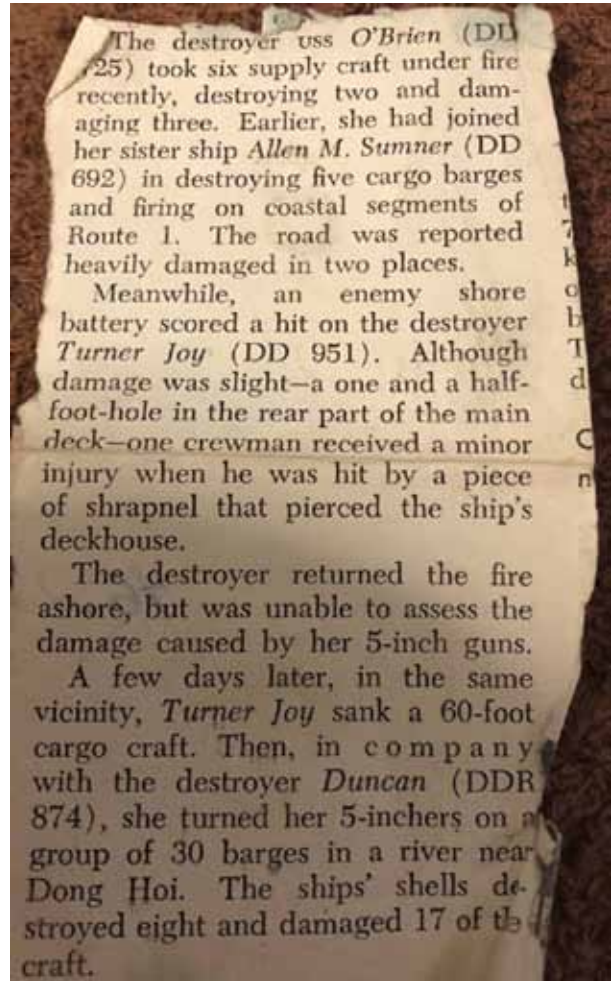 The destroyer USS O'Brien (DD
725) took six supply craft under fire
recently, destroying two and dam-
aging three. Earlier, she had joined
her sister ship Allen M. Sumner (DD
692) in destroying five cargo barges
and firing on coastal segments of
Route 1. The road was reported
heavily damaged in two places.
Meanwhile, an enemy shore
battery scored a hit on the destroyer
Turner Joy (DD 951). Although
damage was slight—a one and a half-
foot-hole in the rear part of the main
deck—one crewman received a minor
injury when he was hit by a piece
of shrapnel that pierced the ship's
deckhouse.
The destroyer returned the fire
ashore, but was unable to assess the
damage caused by her 5-inch guns.
A few days later, in the same
vicinity, Turner Joy sank a 60-foot
cargo craft. Then, in company
with the destroyer Duncan (DDR
874), she turned her 5-inchers on a
group of 30 barges in a river near
Dong Hoi. The ships' shells de-
stroyed eight and damaged 17 of the
craft.